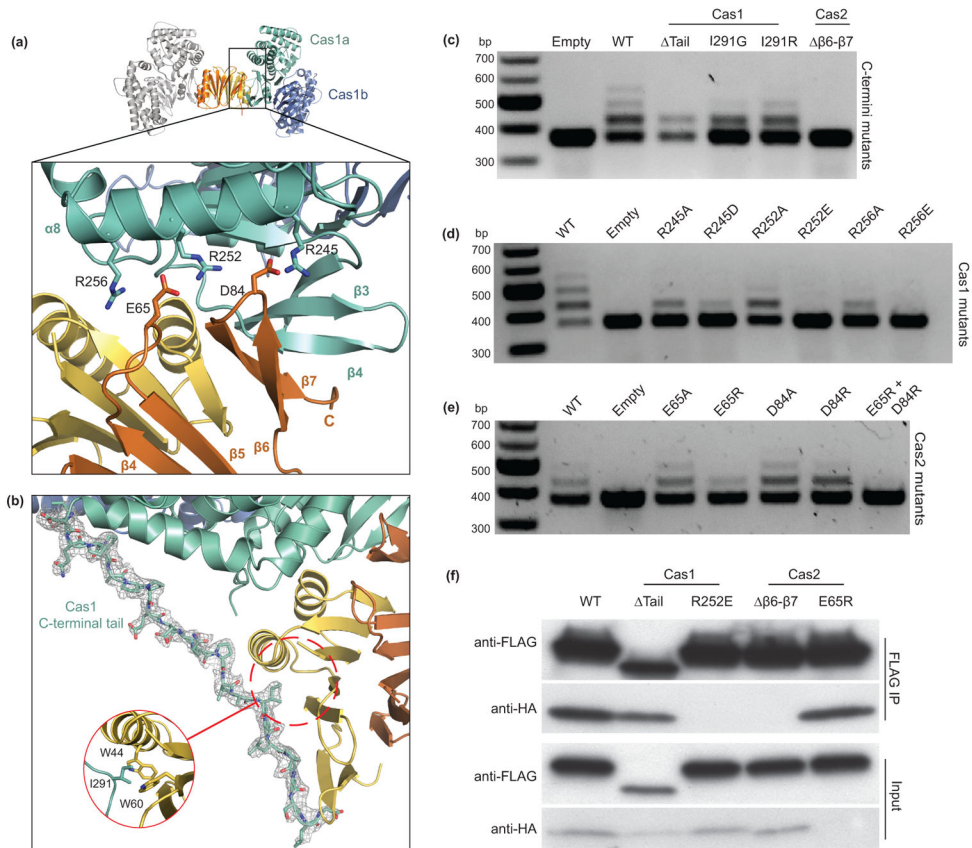 (a)
Cas1a
Cas1b
α8
R256
R252
R245
E65
D84
β3
β4
β7
C
β4
β5
β6
(b)
Cas1
C-terminal tail
W44
I291
W60
(c)
Cas1
Cas2
bp
Empty
WT
ΔTail
I291G
I291R
Δβ6-β7
700
600
500
400
300
C-termini mutants
(d)
bp
WT
Empty
R245A
R245D
R252A
R252E
R256A
R256E
700
600
500
400
300
Cas1 mutants
(e)
bp
WT
Empty
E65A
E65R
D84A
D84R
E65R +
D84R
700
600
500
400
300
Cas2 mutants
(f)
Cas1
Cas2
WT
ΔTail
R252E
Δβ6-β7
E65R
anti-FLAG
anti-HA
FLAG IP
anti-FLAG
anti-HA
Input